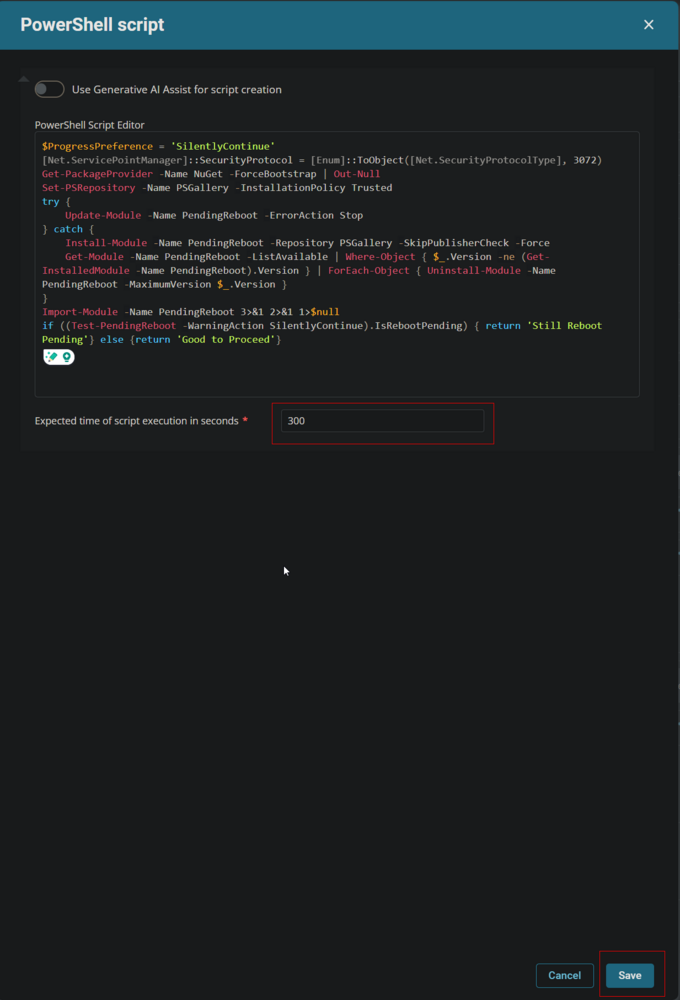 PowerShell script
Use Generative AI Assist for script creation
PowerShell Script Editor
$ProgressPreference = 'SilentlyContinue'
[Net.ServicePointManager]::SecurityProtocol = [Enum]::ToObject([Net.SecurityProtocolType], 3072)
Get-PackageProvider -Name NuGet -ForceBootstrap | Out-Null
Set-PSRepository -Name PSGallery -InstallationPolicy Trusted
try {
    Update-Module -Name PendingReboot -ErrorAction Stop
} catch {
    Install-Module -Name PendingReboot -Repository PSGallery -SkipPublisherCheck -Force
    Get-Module -Name PendingReboot -ListAvailable | Where-Object { $_.Version -ne (Get-
InstalledModule -Name PendingReboot).Version } | ForEach-Object { Uninstall-Module -Name
PendingReboot -MaximumVersion $_.Version }
}
Import-Module -Name PendingReboot 3>&1 2>&1 1>$null
if ((Test-PendingReboot -WarningAction SilentlyContinue).IsRebootPending) { return 'Still Reboot
Pending'} else {return 'Good to Proceed'}
Expected time of script execution in seconds *
300
Cancel
Save